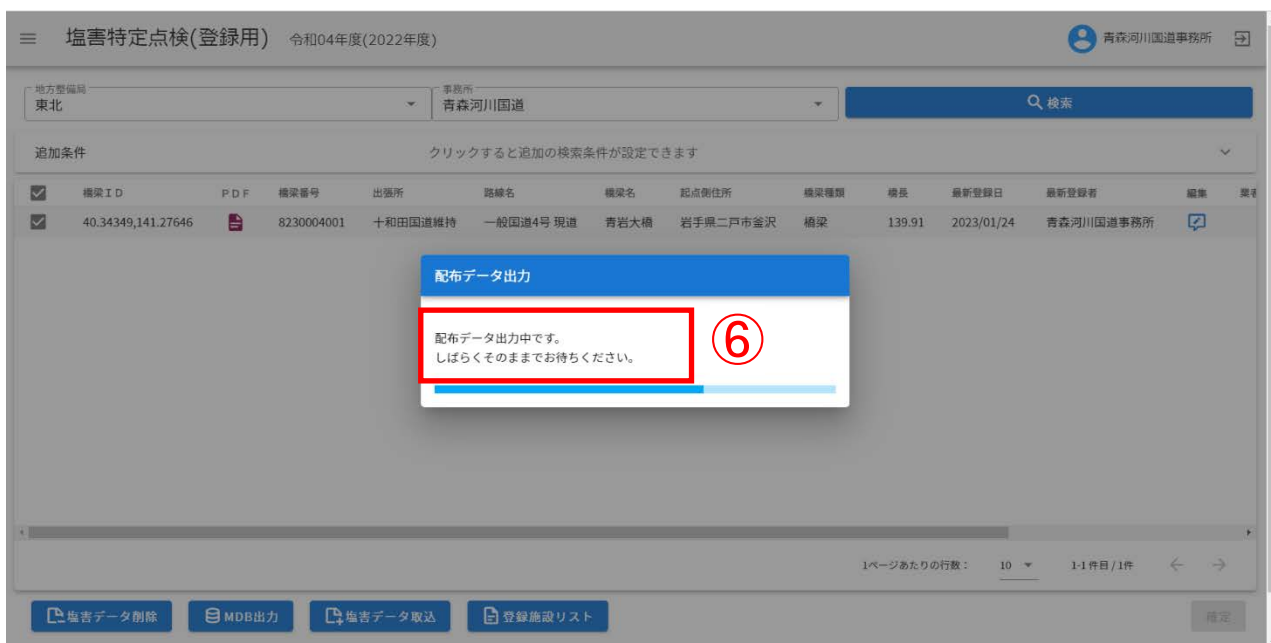 塩害特定点検(登録用) 令和04年度(2022年度) 青森河川国道事務所
地方整備局 事務所
東北 青森河川国道 検索
追加条件 クリックすると追加の検索条件が設定できます
橋梁ID PDF 橋梁番号 出張所 路線名 橋梁名 起点側住所 橋梁種類 橋長 最新登録日 最新登録者 編集 業者
40.34349,141.27646 8230004001 十和田国道維持 一般国道4号 現道 青岩大橋 岩手県二戸市釜沢 橋梁 139.91 2023/01/24 青森河川国道事務所
配布データ出力
配布データ出力中です。
しばらくそのままでお待ちください。
⑥
1ページあたりの行数: 10 1-1 件目 / 1件
塩害データ削除 MDB出力 塩害データ取込 登録施設リスト 確定